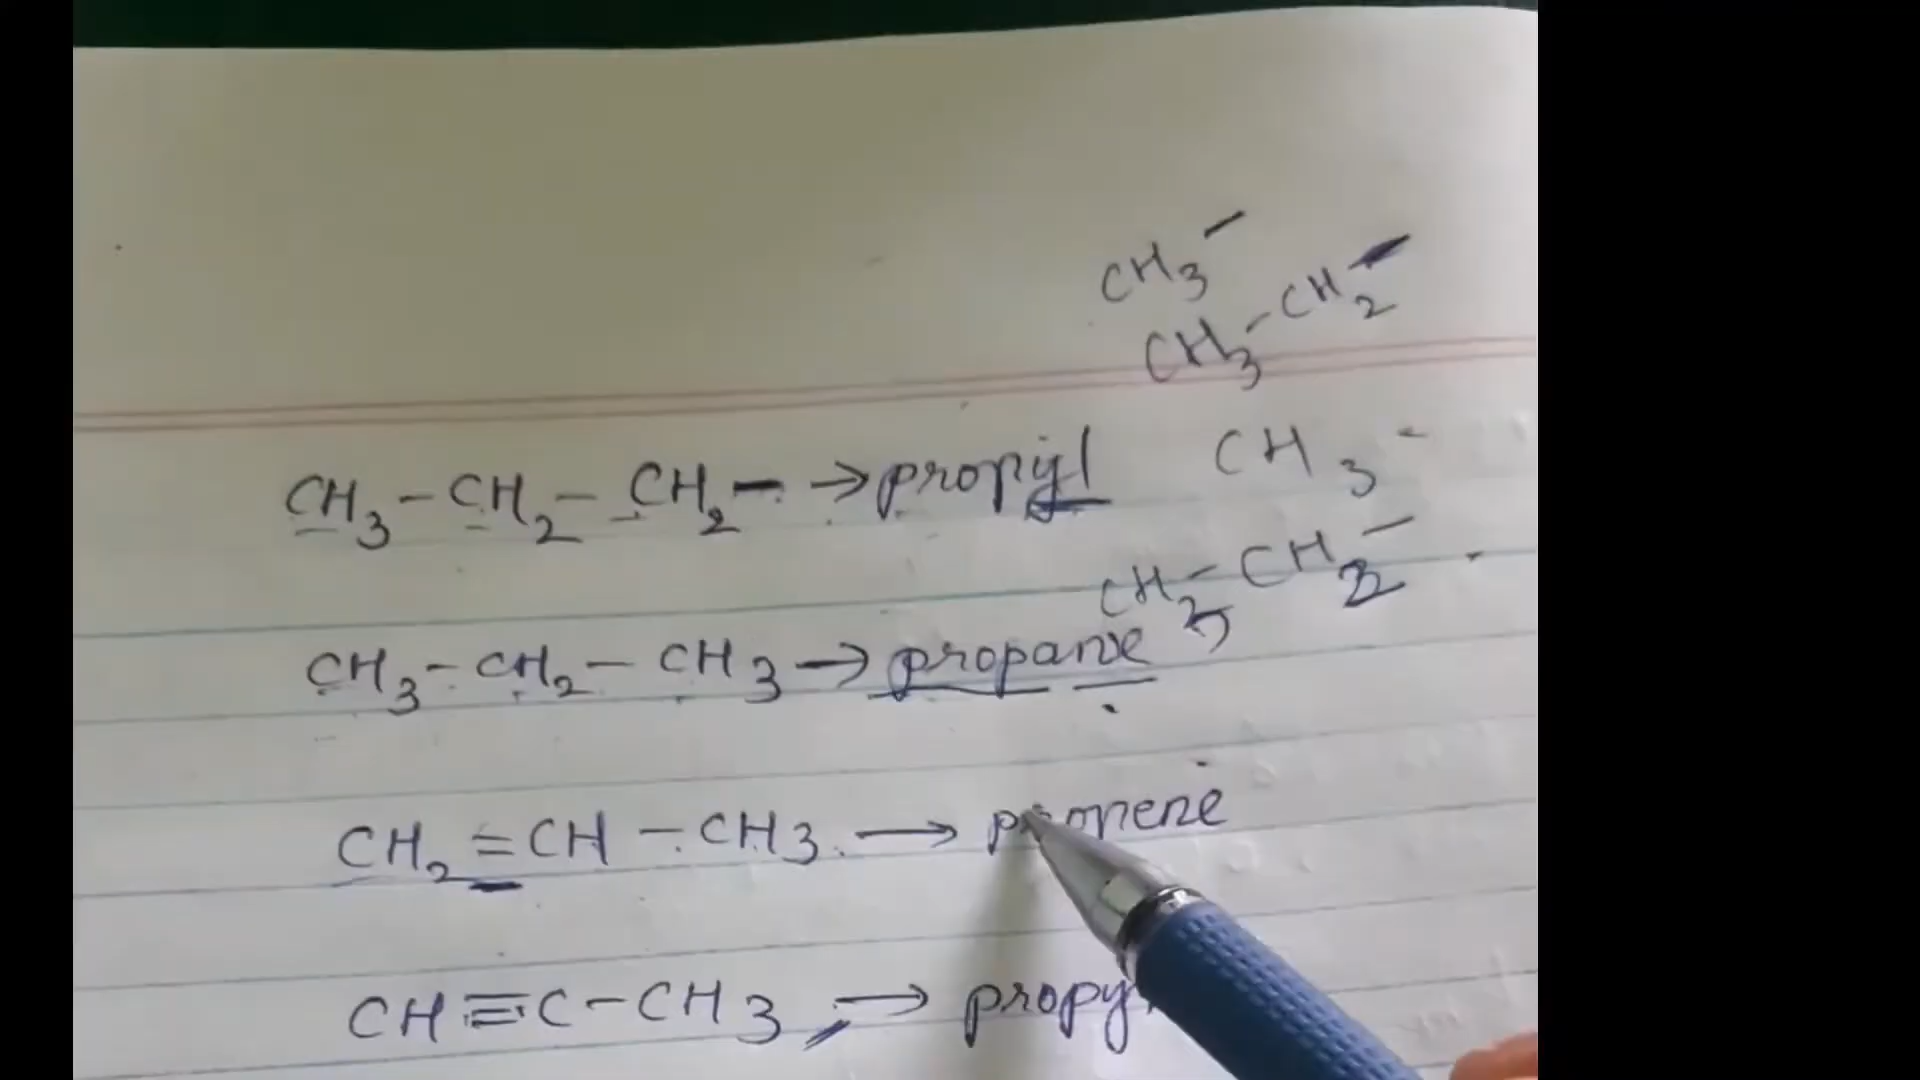 CH3-
CH3-CH2-
CH3-CH2-CH2- → propyl CH3-
CH3-CH2-
CH3-CH2-CH3 → propane
CH2=CH-CH3 → propene
CH≡C-CH3 →